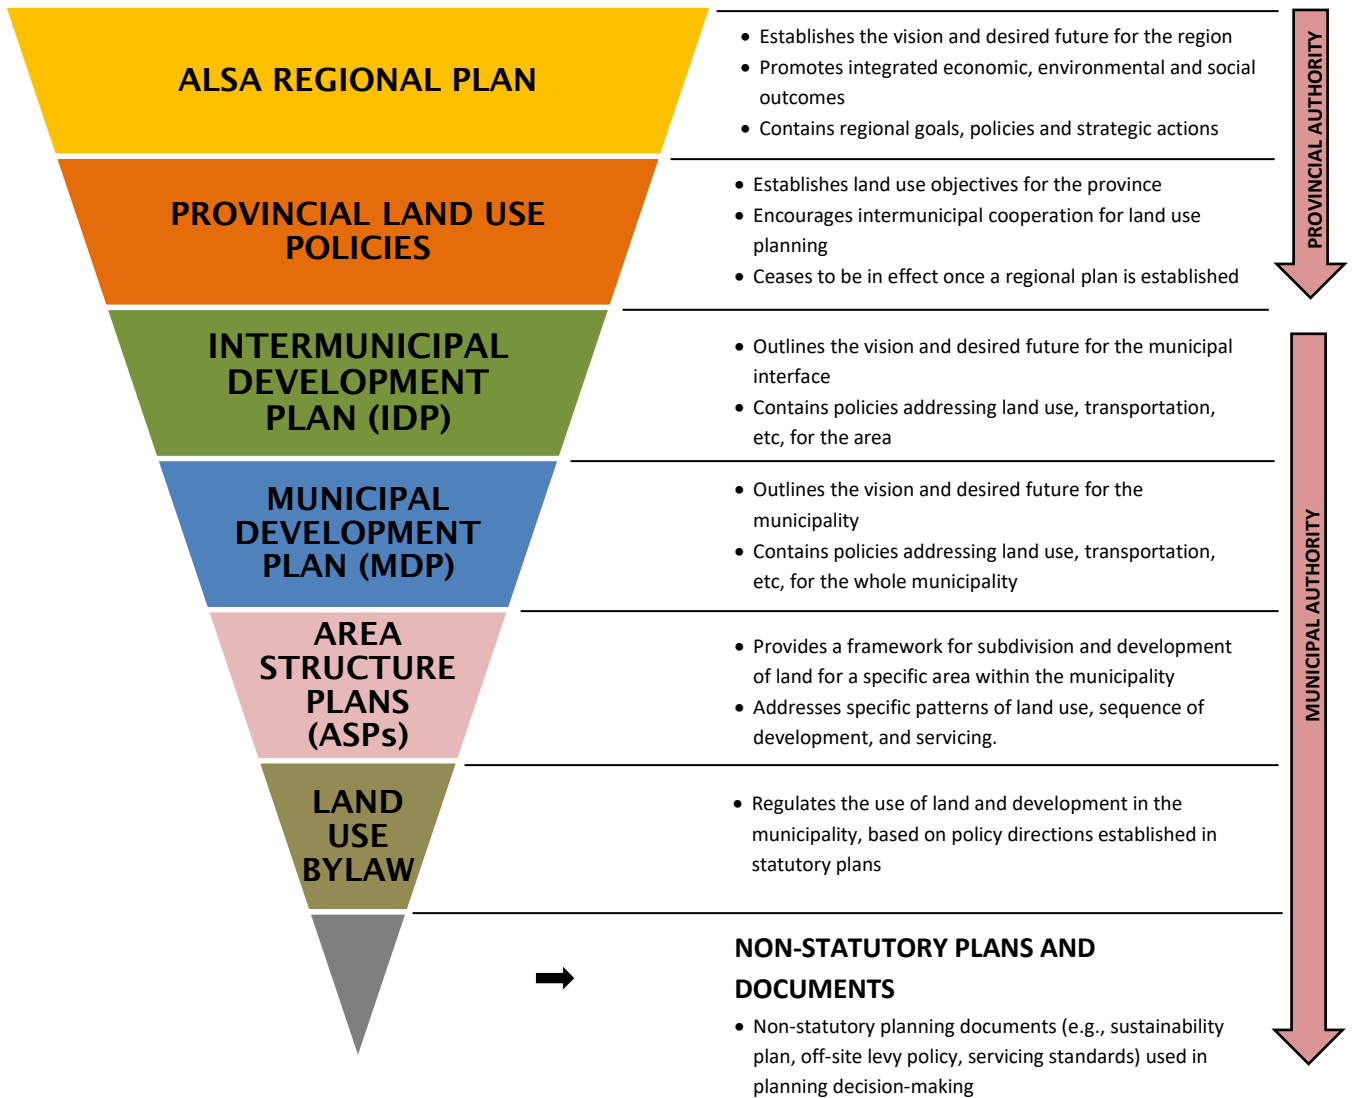 ALSA REGIONAL PLAN
• Establishes the vision and desired future for the region
• Promotes integrated economic, environmental and social
outcomes
• Contains regional goals, policies and strategic actions
PROVINCIAL AUTHORITY
PROVINCIAL LAND USE
POLICIES
• Establishes land use objectives for the province
• Encourages intermunicipal cooperation for land use
planning
• Ceases to be in effect once a regional plan is established
INTERMUNICIPAL
DEVELOPMENT
PLAN (IDP)
• Outlines the vision and desired future for the municipal
interface
• Contains policies addressing land use, transportation,
etc, for the area
MUNICIPAL
DEVELOPMENT
PLAN (MDP)
• Outlines the vision and desired future for the
municipality
• Contains policies addressing land use, transportation,
etc, for the whole municipality
MUNICIPAL AUTHORITY
AREA
STRUCTURE
PLANS
(ASPs)
• Provides a framework for subdivision and development
of land for a specific area within the municipality
• Addresses specific patterns of land use, sequence of
development, and servicing.
LAND
USE
BYLAW
• Regulates the use of land and development in the
municipality, based on policy directions established in
statutory plans
NON-STATUTORY PLANS AND
DOCUMENTS
• Non-statutory planning documents (e.g., sustainability
plan, off-site levy policy, servicing standards) used in
planning decision-making